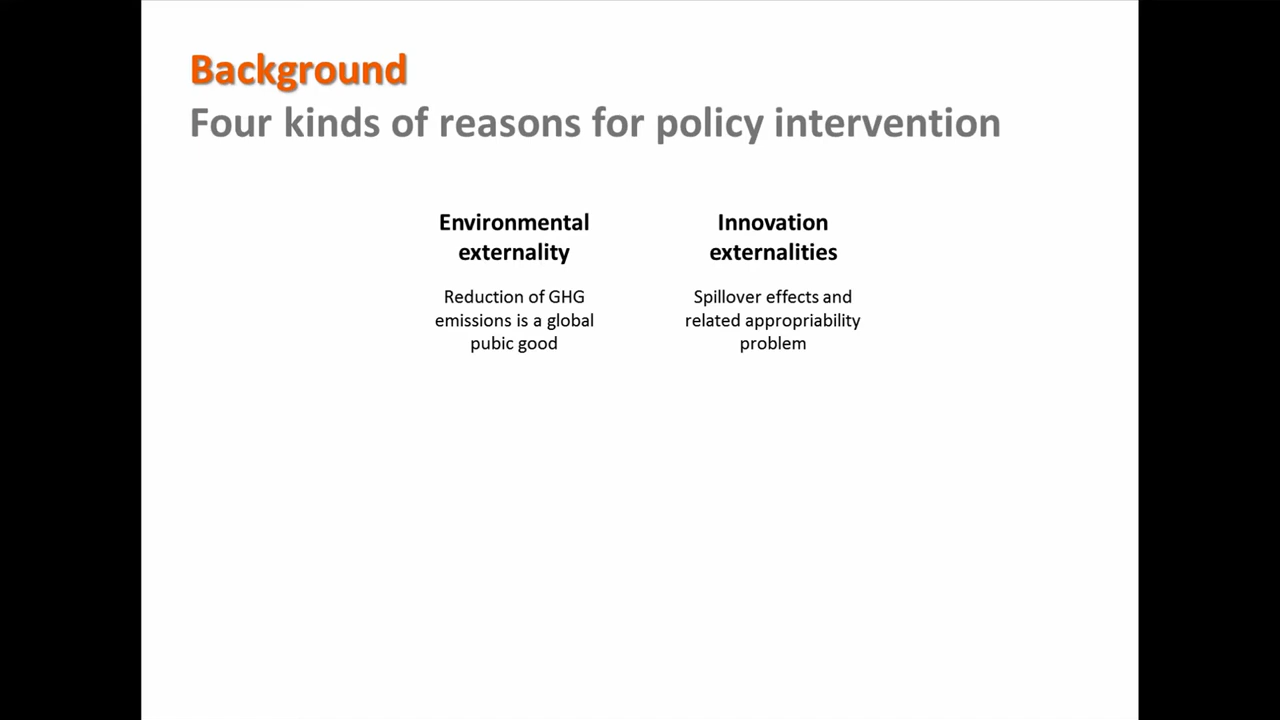 Background
Four kinds of reasons for policy intervention
Environmental
externality
Reduction of GHG
emissions is a global
pubic good
Innovation
externalities
Spillover effects and
related appropriability
problem